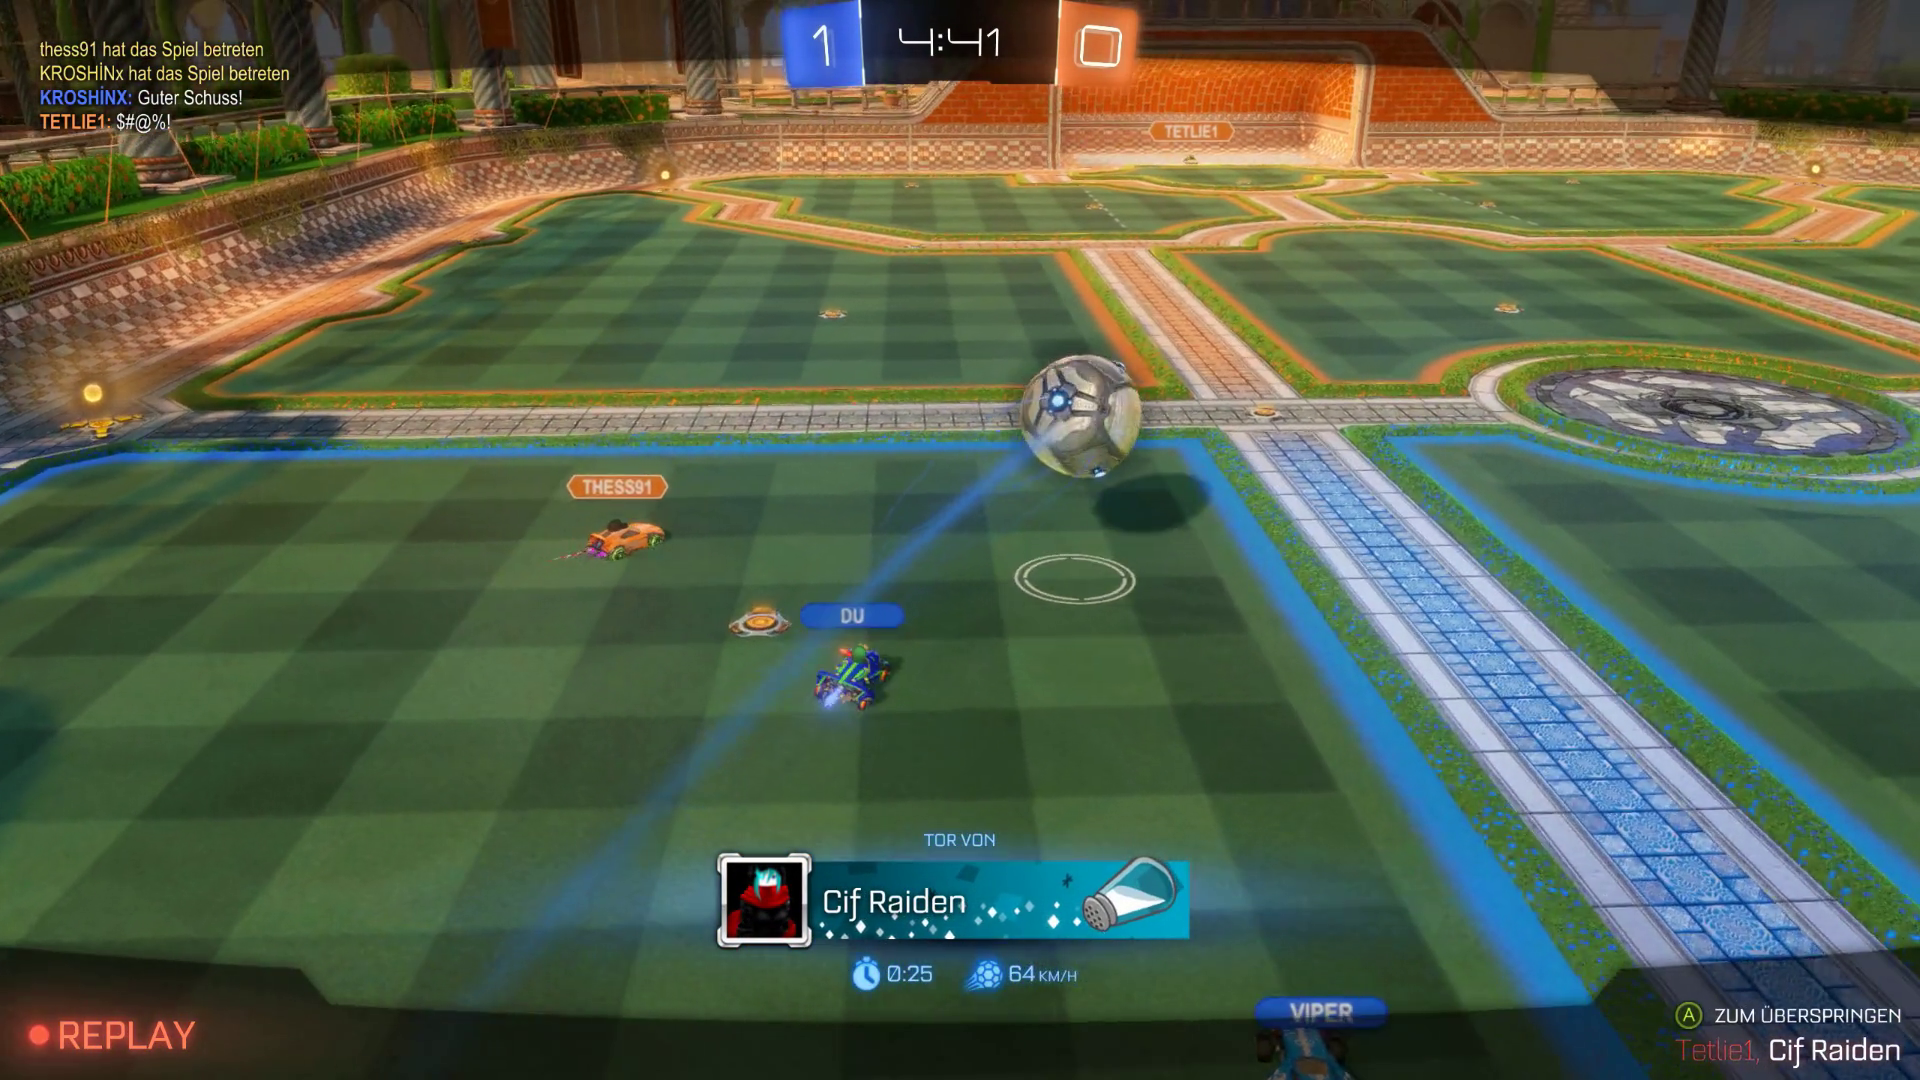 thess91 hat das Spiel betreten
KROSHİNx hat das Spiel betreten
KROSHİNX: Guter Schuss!
TETLIE1: $#@%!
1 4:41 0
TETLIE1
THESS91
DU
TOR VON
Cif Raiden
0:25 64 KM/H
VIPER
REPLAY
A ZUM ÜBERSPRINGEN
Tetlie1, Cif Raiden